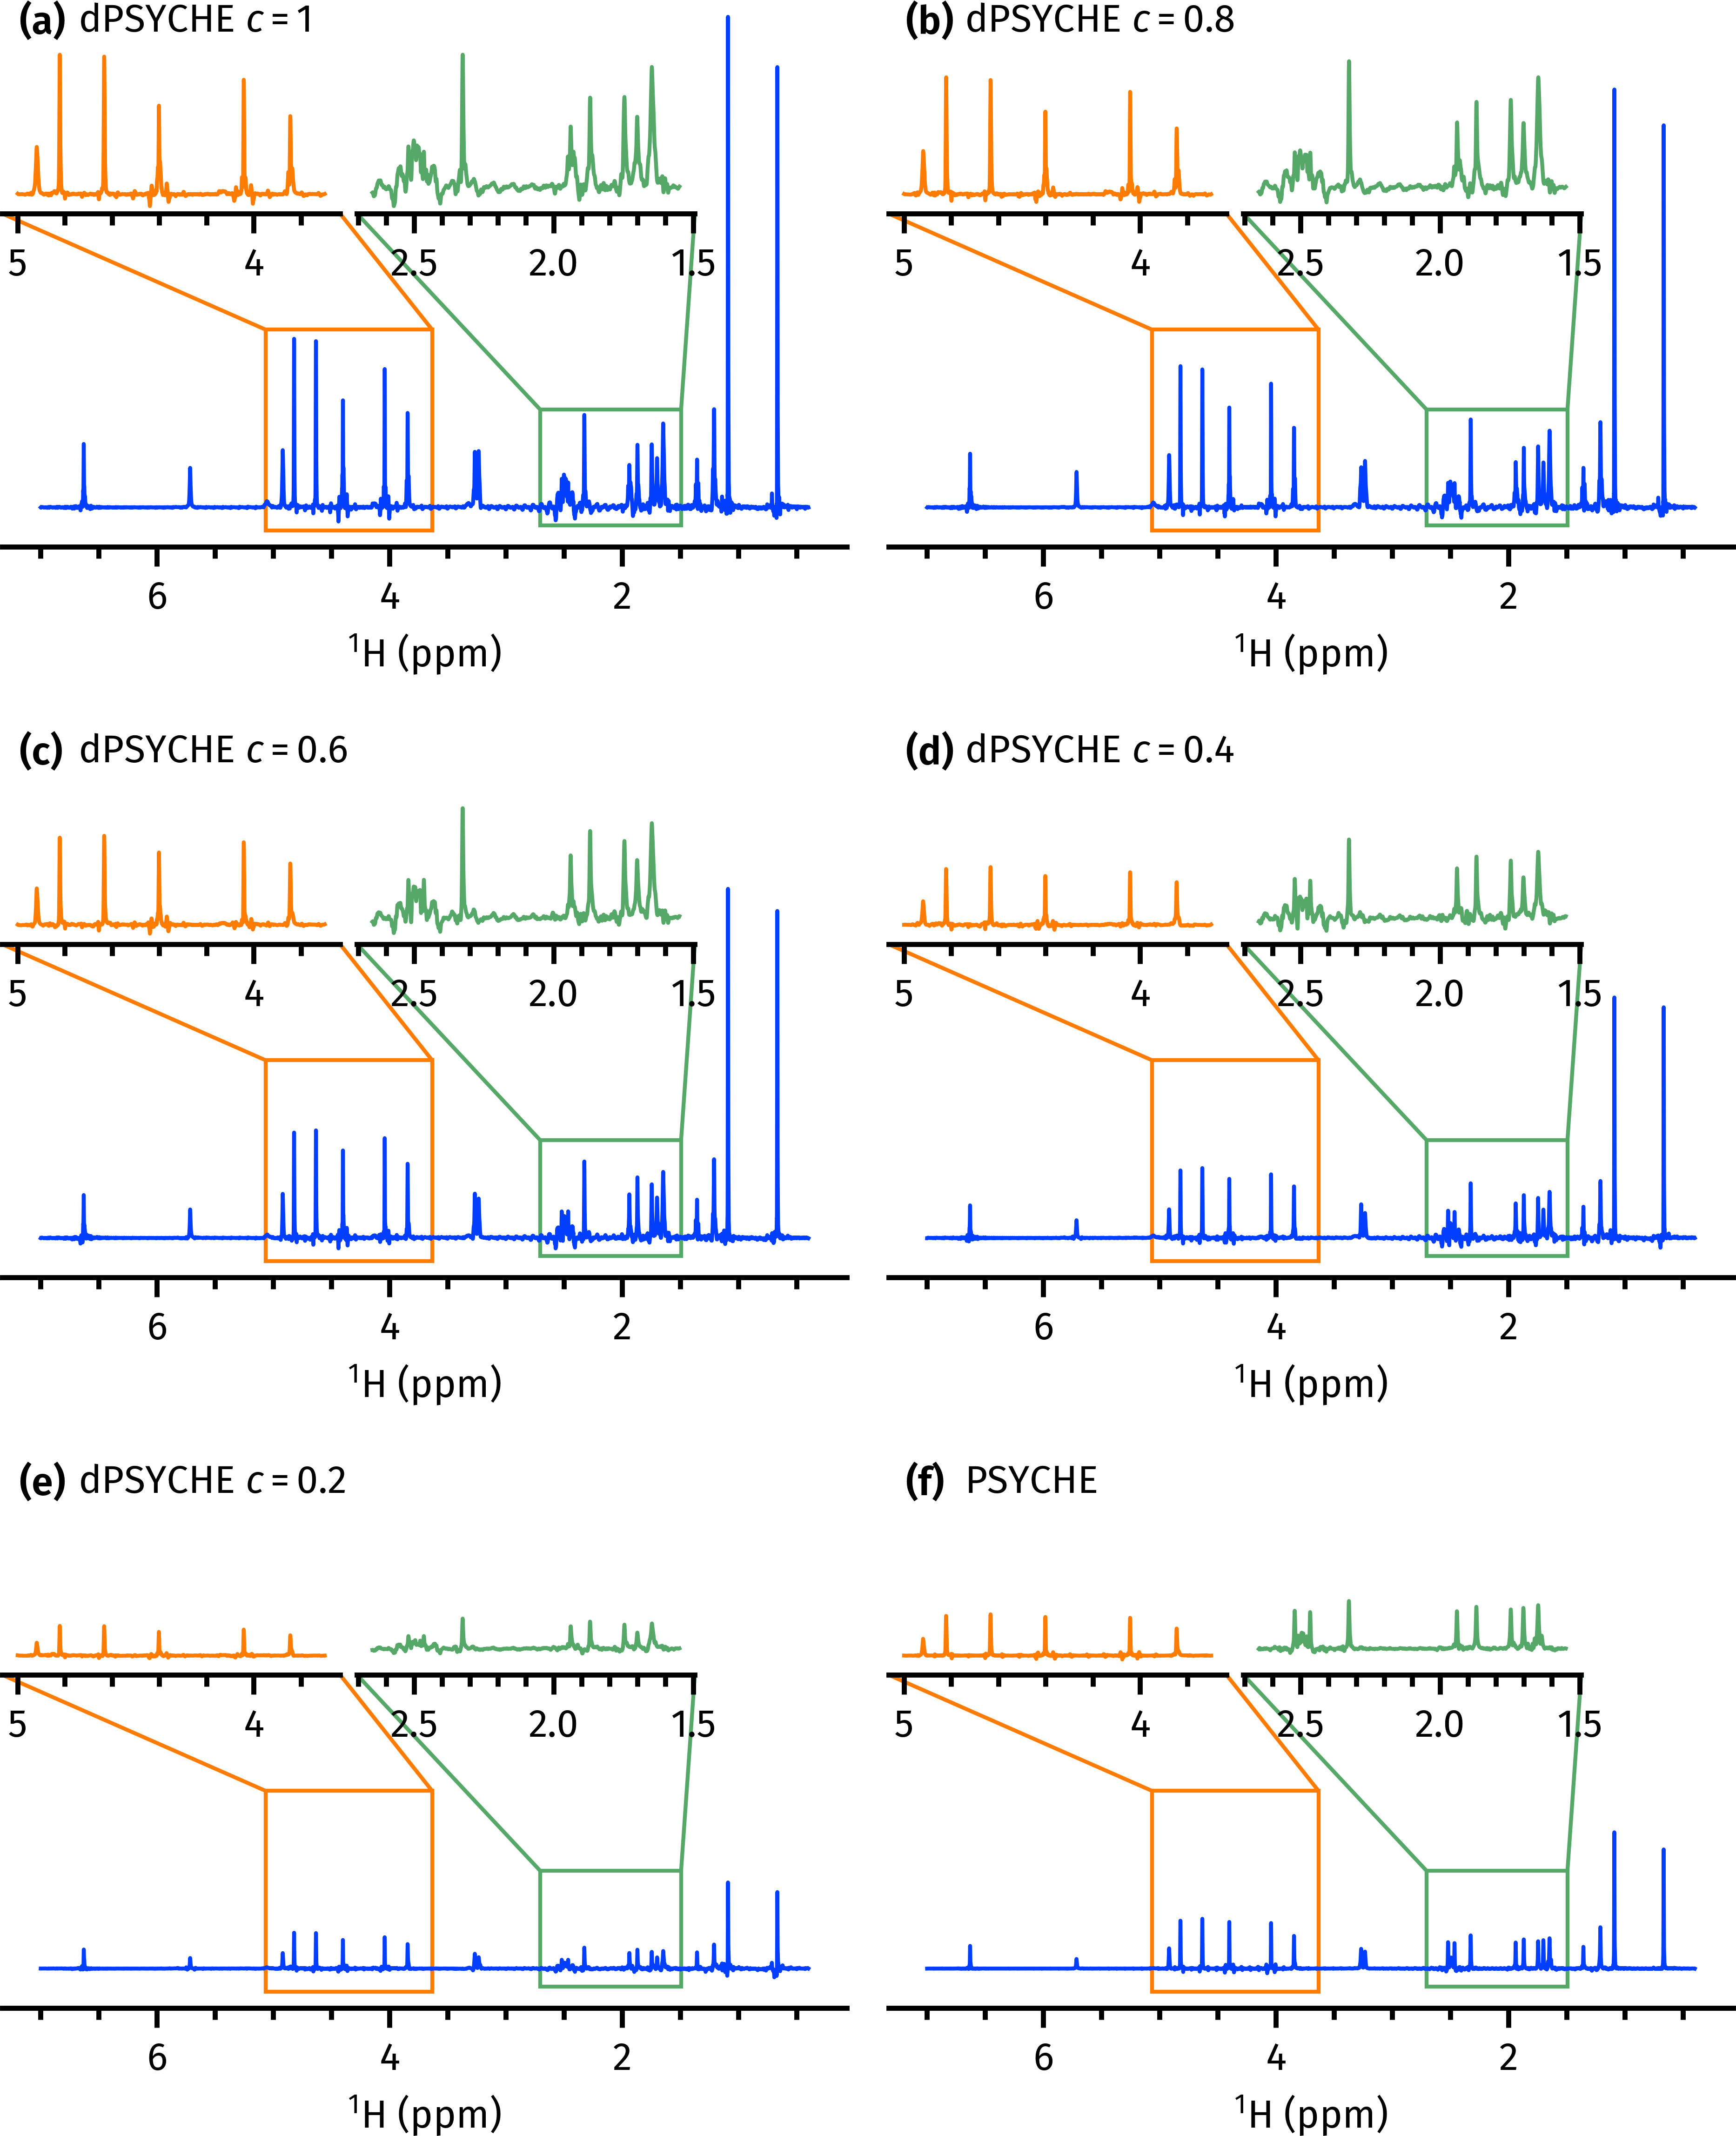 (a) dPSYCHE c = 1
5 4 2.5 2.0 1.5
6 4 2
¹H (ppm)
(b) dPSYCHE c = 0.8
5 4 2.5 2.0 1.5
6 4 2
¹H (ppm)
(c) dPSYCHE c = 0.6
5 4 2.5 2.0 1.5
6 4 2
¹H (ppm)
(d) dPSYCHE c = 0.4
5 4 2.5 2.0 1.5
6 4 2
¹H (ppm)
(e) dPSYCHE c = 0.2
5 4 2.5 2.0 1.5
6 4 2
¹H (ppm)
(f) PSYCHE
5 4 2.5 2.0 1.5
6 4 2
¹H (ppm)